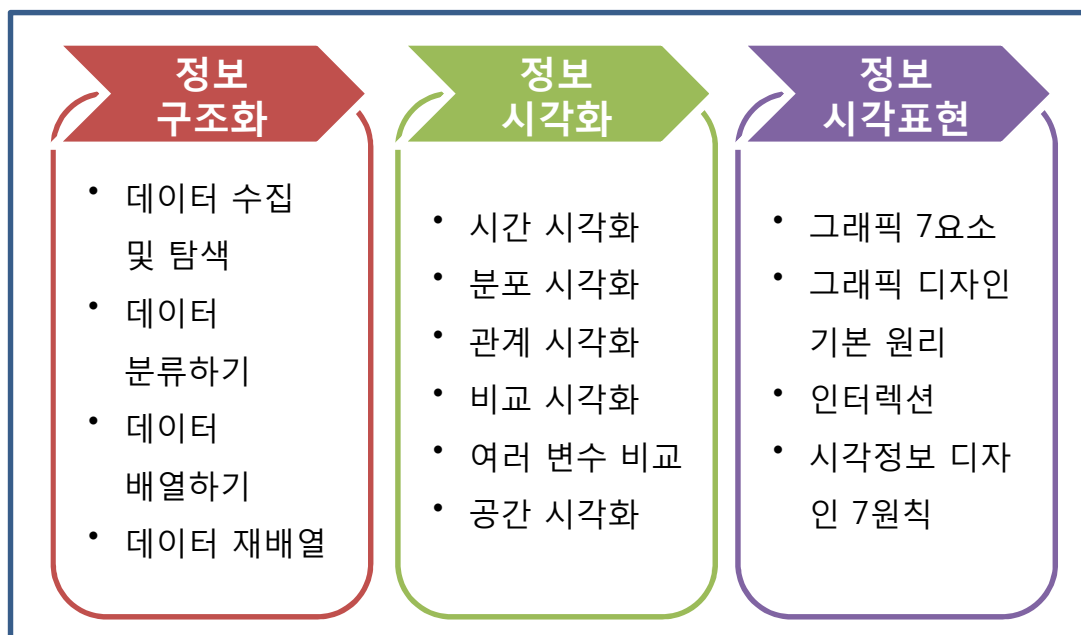 정보
구조화
• 데이터 수집
및 탐색
• 데이터
분류하기
• 데이터
배열하기
• 데이터 재배열
정보
시각화
• 시간 시각화
• 분포 시각화
• 관계 시각화
• 비교 시각화
• 여러 변수 비교
• 공간 시각화
정보
시각표현
• 그래픽 7요소
• 그래픽 디자인
기본 원리
• 인터렉션
• 시각정보 디자
인 7원칙